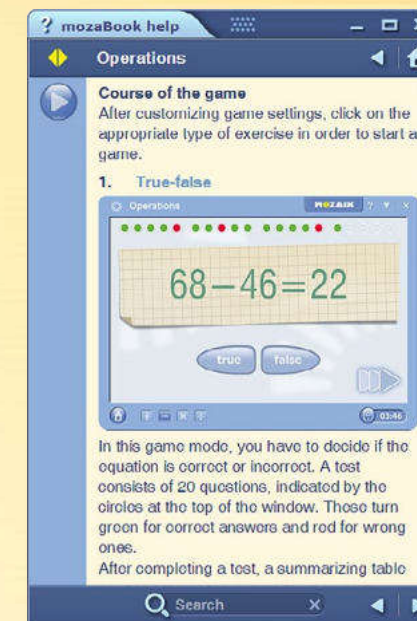 ? mozaBook help
Operations
Course of the game
After customizing game settings, click on the
appropriate type of exercise in order to start a
game.
1. True-false
Operations MOZAIK ?
68–46=22
true false
03:46
In this game mode, you have to decide if the
equation is correct or incorrect. A test
consists of 20 questions, indicated by the
circles at the top of the window. These turn
green for correct answers and red for wrong
ones.
After completing a test, a summarizing table
Search